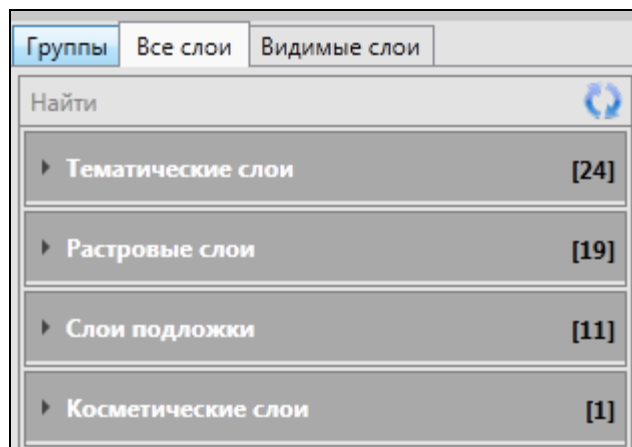 Группы Все слои Видимые слои
Найти
Тематические слои [24]
Растровые слои [19]
Слои подложки [11]
Косметические слои [1]